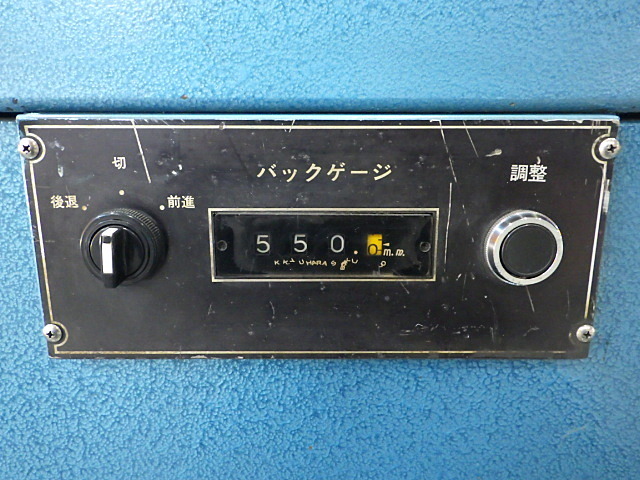 切
後退
前進
バックゲージ
調整
550.0 m.m.